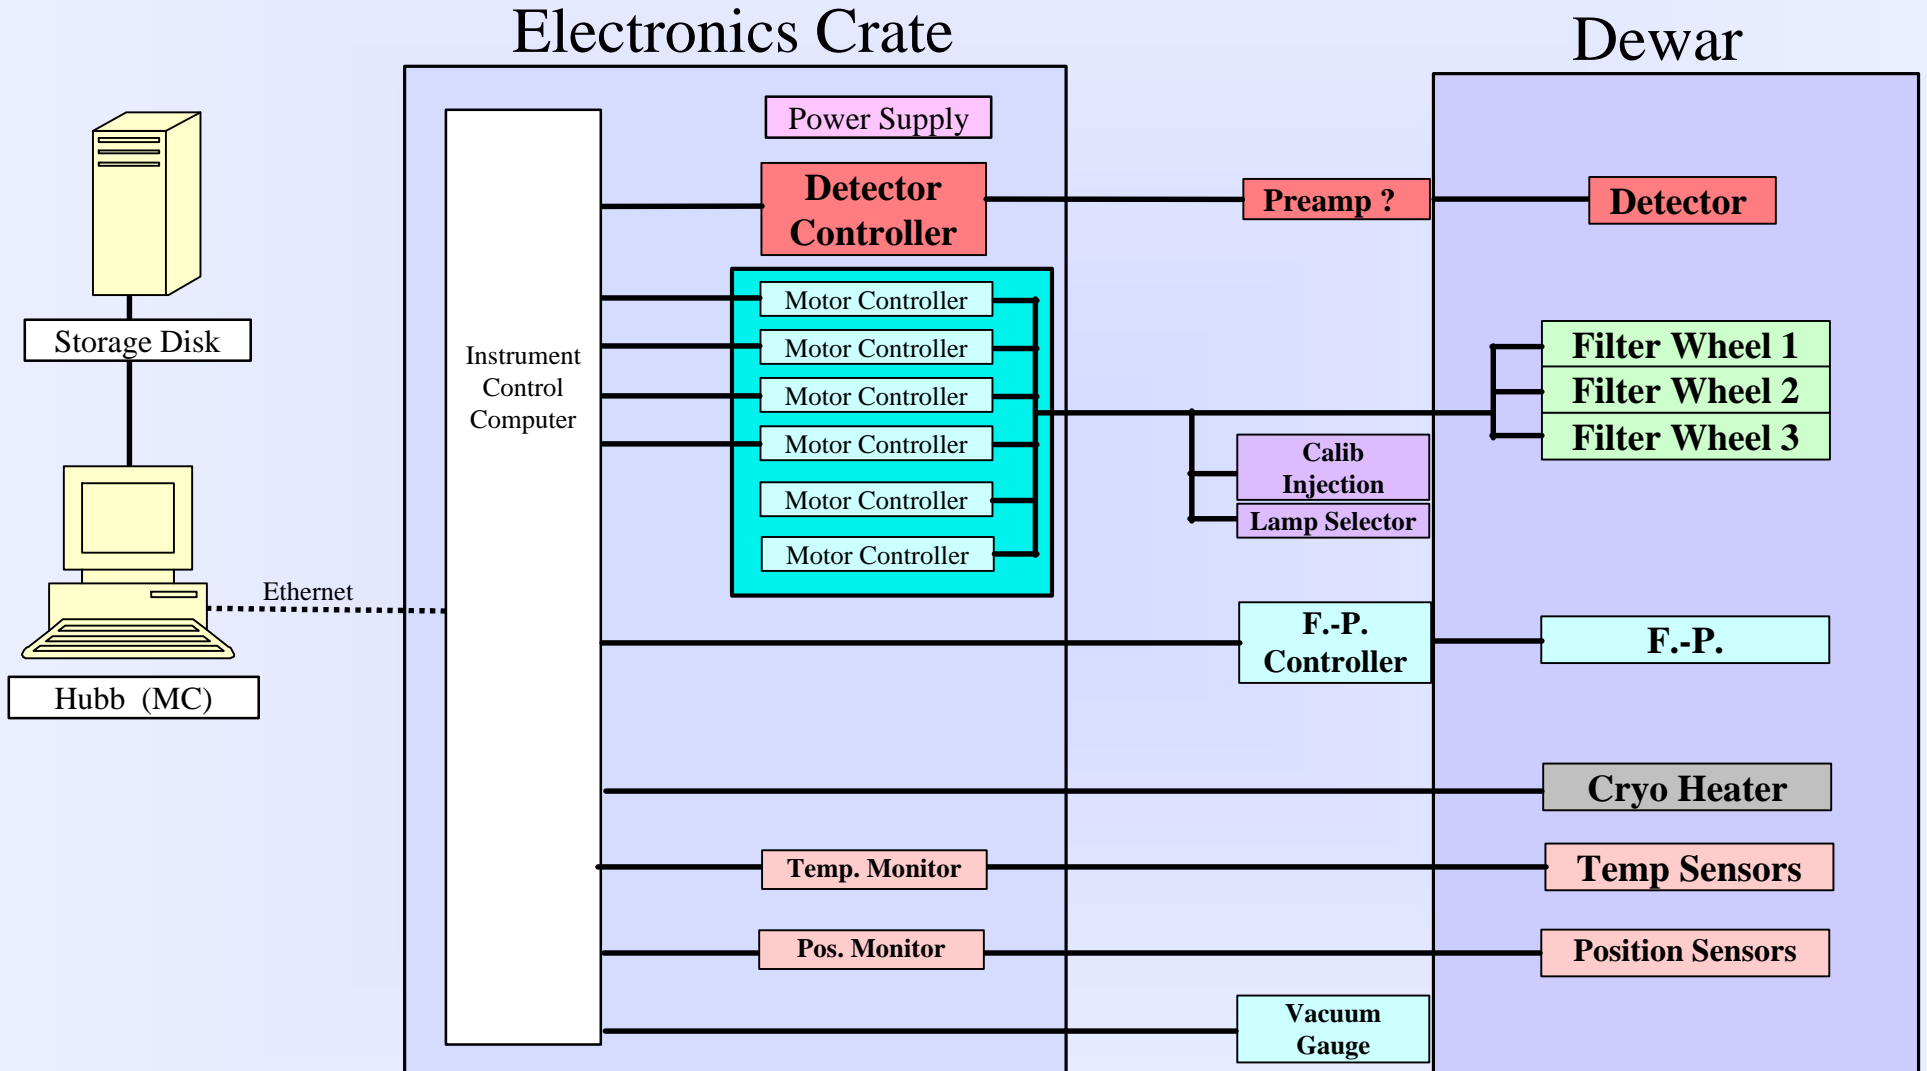 Electronics Crate
Dewar
Power Supply
Detector
Controller
Preamp ?
Detector
Motor Controller
Motor Controller
Motor Controller
Motor Controller
Motor Controller
Motor Controller
Storage Disk
Instrument
Control
Computer
Filter Wheel 1
Filter Wheel 2
Filter Wheel 3
Calib
Injection
Lamp Selector
Ethernet
Hubb (MC)
F.-P.
Controller
F.-P.
Cryo Heater
Temp. Monitor
Temp Sensors
Pos. Monitor
Position Sensors
Vacuum
Gauge